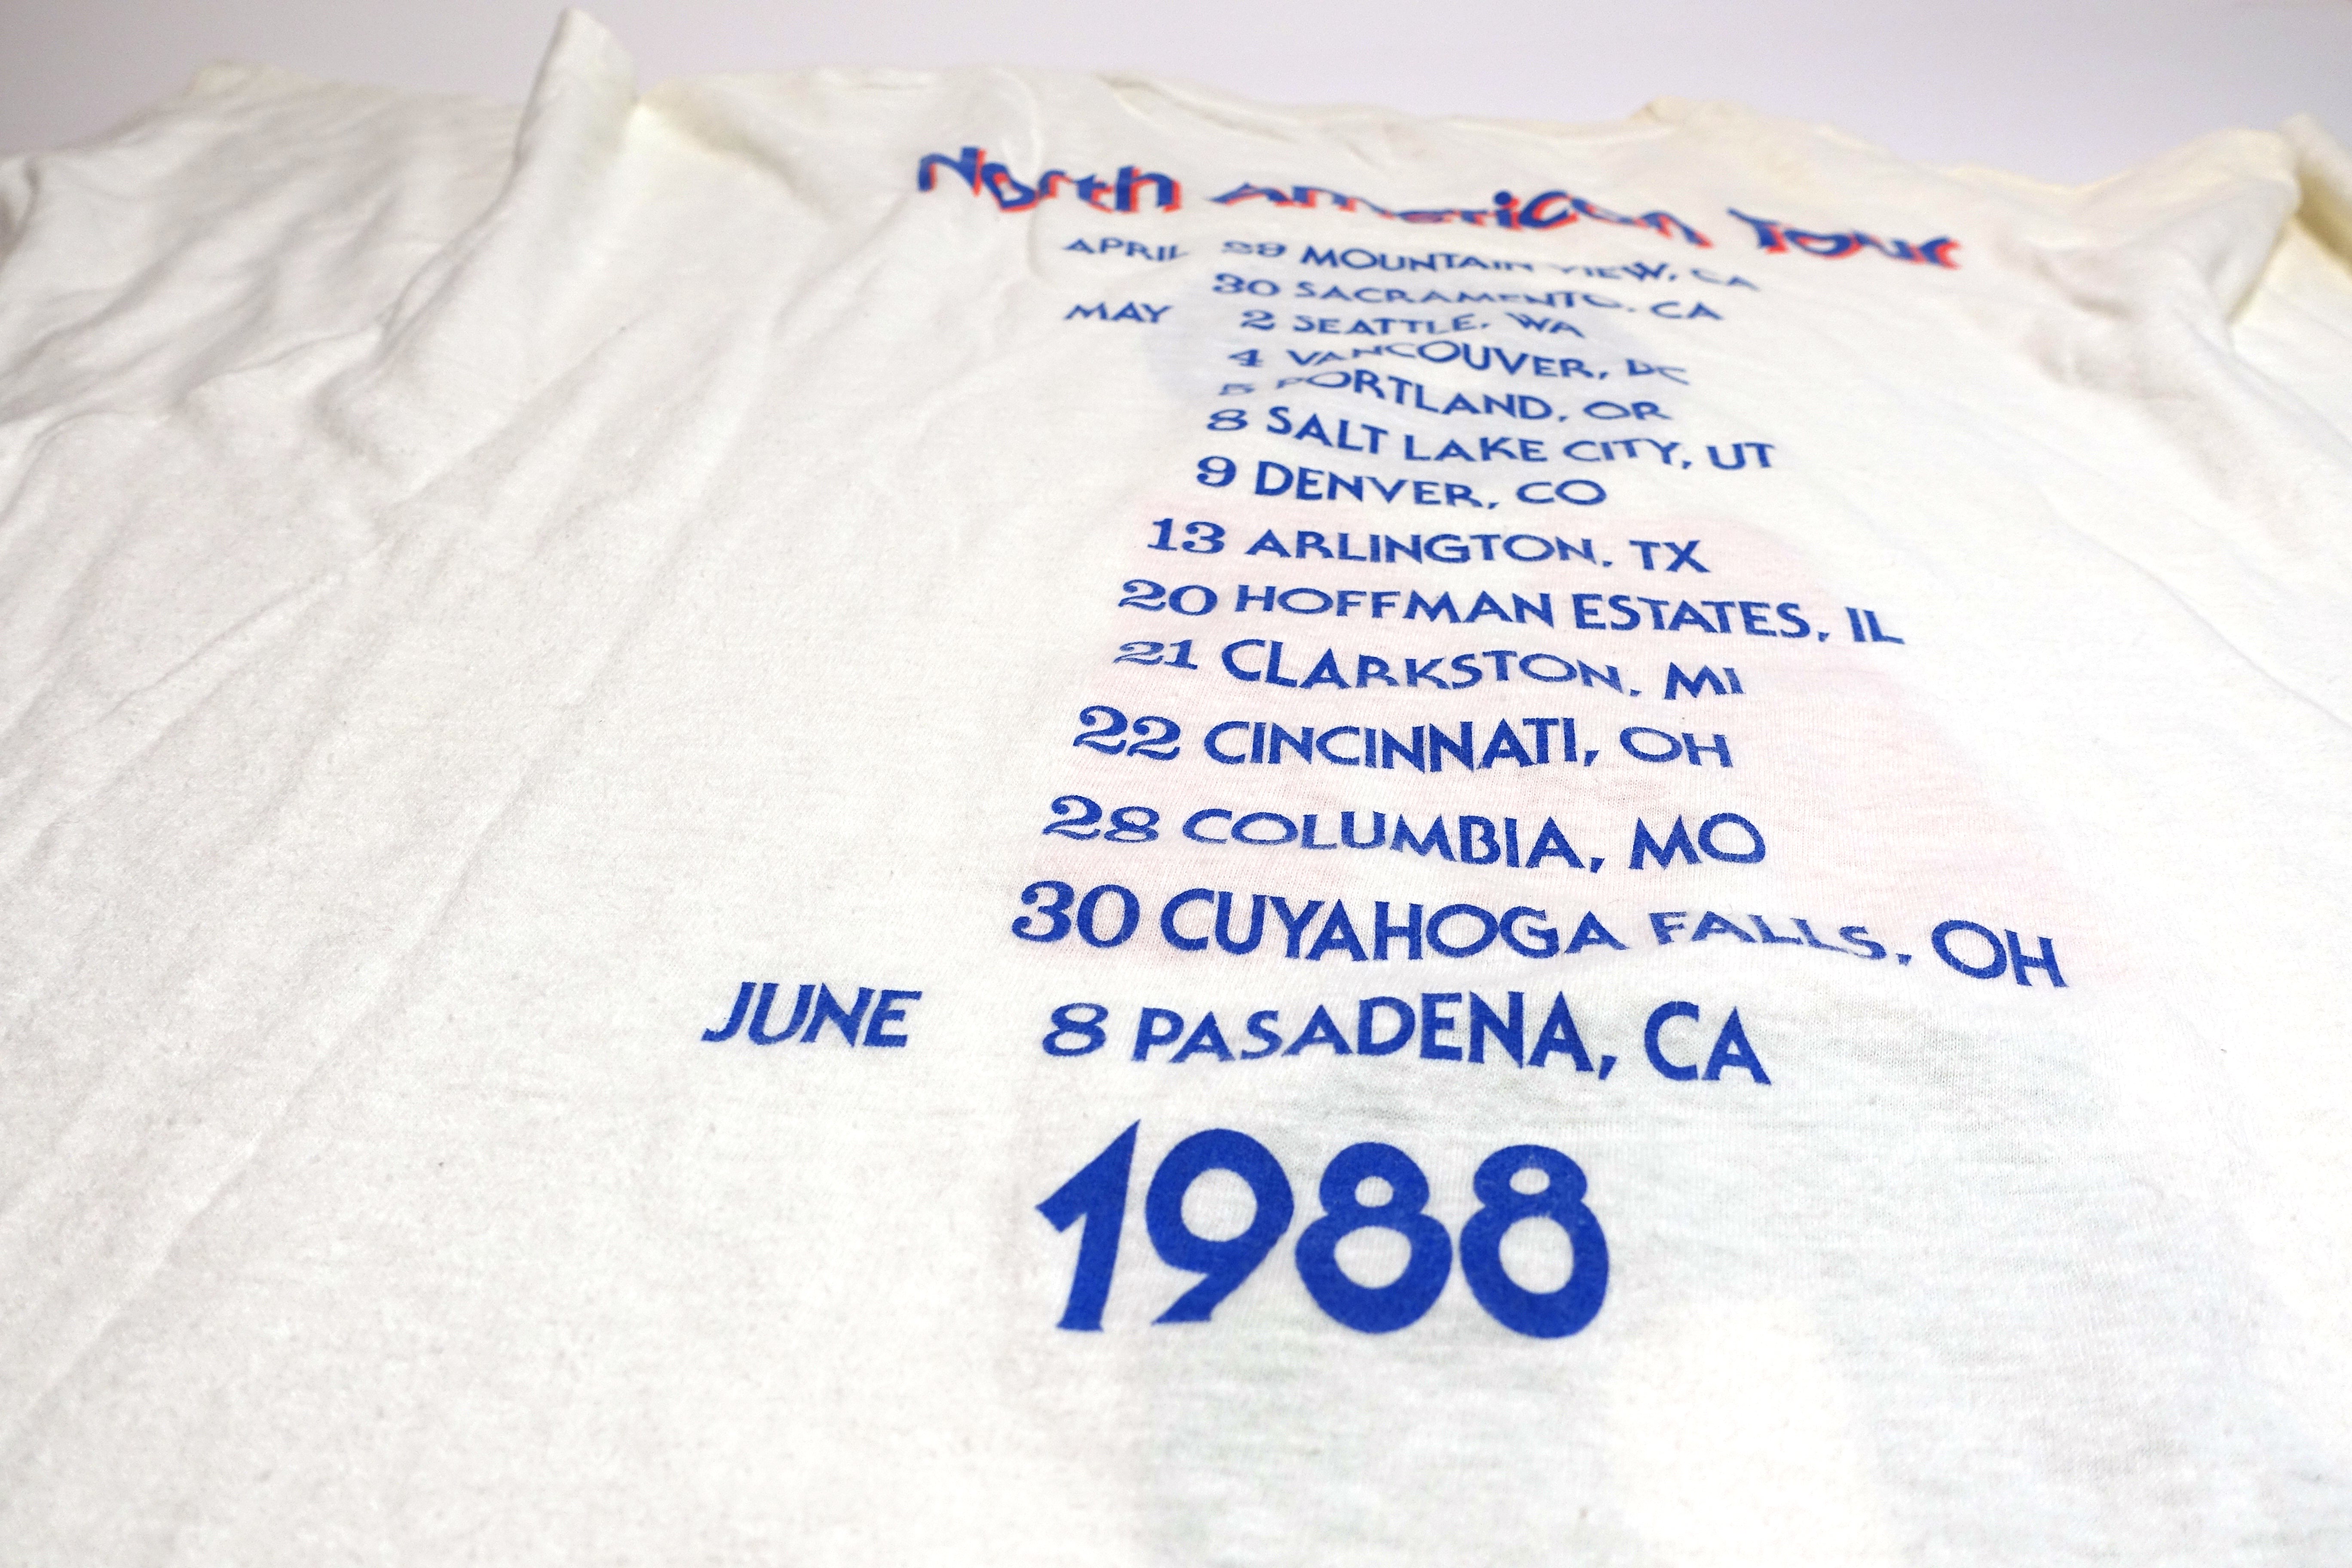 North American Tour
APRIL 29 MOUNTAIN VIEW, CA
30 SACRAMENTO, CA
MAY 2 SEATTLE, WA
4 VANCOUVER, BC
5 PORTLAND, OR
8 SALT LAKE CITY, UT
9 DENVER, CO
13 ARLINGTON, TX
20 HOFFMAN ESTATES, IL
21 CLARKSTON, MI
22 CINCINNATI, OH
28 COLUMBIA, MO
30 CUYAHOGA FALLS, OH
JUNE 8 PASADENA, CA
1988